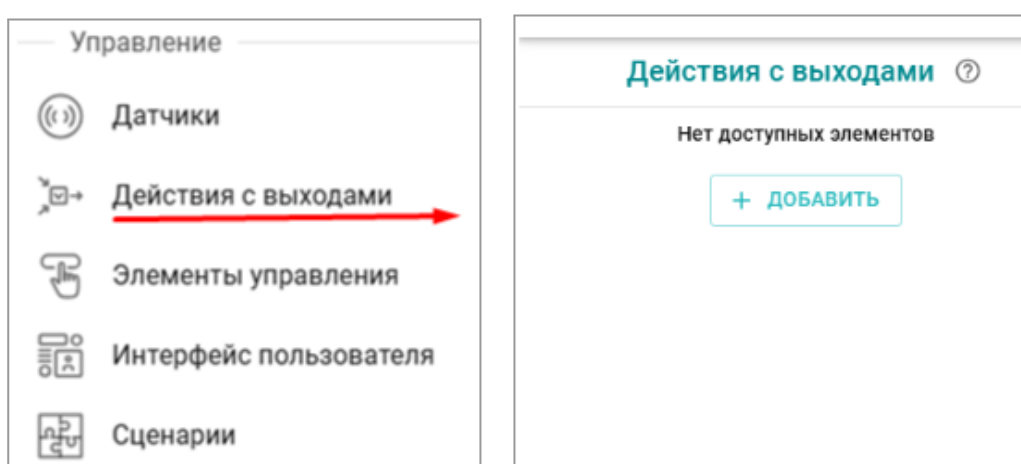 Управление
Датчики
Действия с выходами
Элементы управления
Интерфейс пользователя
Сценарии
Действия с выходами ?
Нет доступных элементов
+ ДОБАВИТЬ